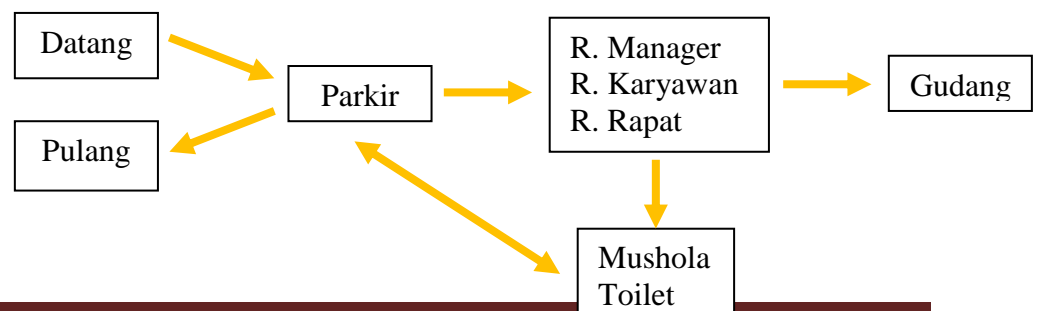 Datang
Pulang
Parkir
R. Manager
R. Karyawan
R. Rapat
Gudang
Mushola
Toilet